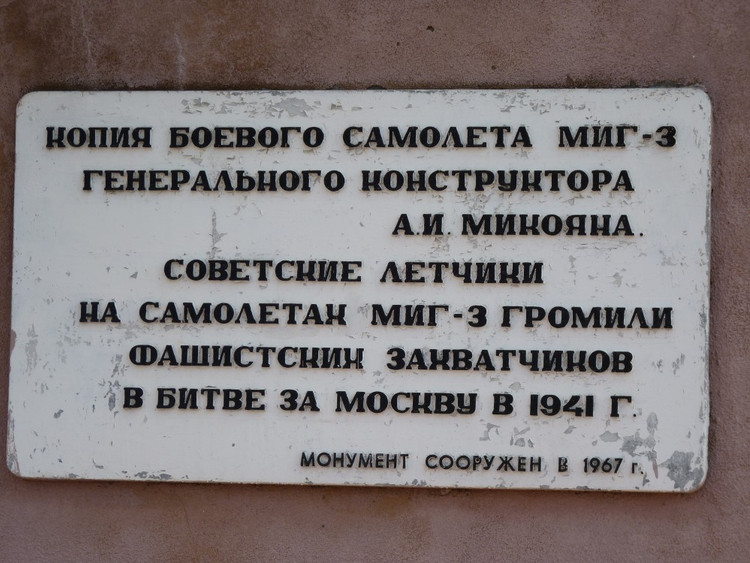 КОПИЯ БОЕВОГО САМОЛЕТА МИГ-3
ГЕНЕРАЛЬНОГО КОНСТРУКТОРА
А.И. МИКОЯНА.
СОВЕТСКИЕ ЛЕТЧИКИ
НА САМОЛЕТАХ МИГ-3 ГРОМИЛИ
ФАШИСТСКИХ ЗАХВАТЧИКОВ
В БИТВЕ ЗА МОСКВУ В 1941 Г.
МОНУМЕНТ СООРУЖЕН В 1967 г.